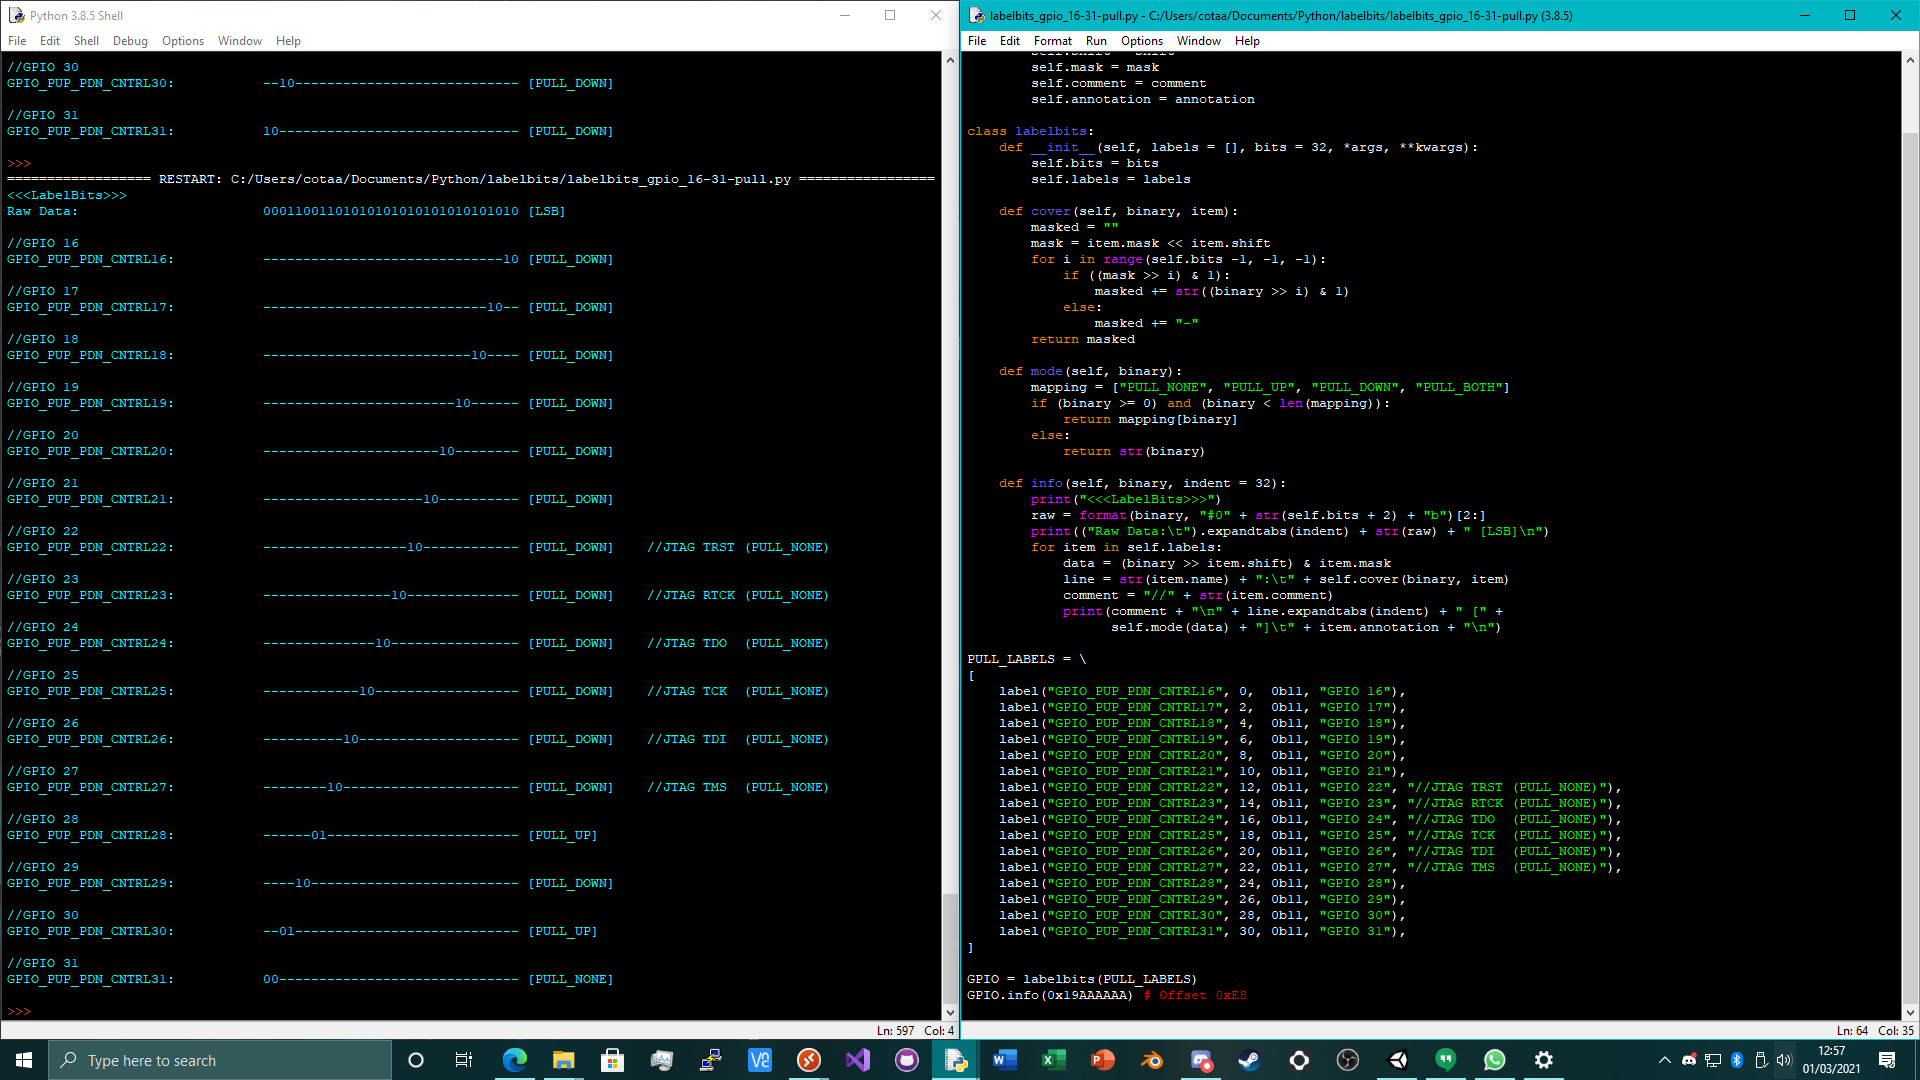 Python 3.8.5 Shell
File Edit Shell Debug Options Window Help
//GPIO 30
GPIO_PUP_PDN_CNTRL30: --10---------------------------- [PULL_DOWN]
//GPIO 31
GPIO_PUP_PDN_CNTRL31: 10------------------------------ [PULL_DOWN]
>>>
================== RESTART: C:/Users/cotaa/Documents/Python/labelbits/labelbits_gpio_16-31-pull.py =================
<<<LabelBits>>>
Raw Data: 00011001101010101010101010101010 [LSB]
//GPIO 16
GPIO_PUP_PDN_CNTRL16: ------------------------------10 [PULL_DOWN]
//GPIO 17
GPIO_PUP_PDN_CNTRL17: ----------------------------10-- [PULL_DOWN]
//GPIO 18
GPIO_PUP_PDN_CNTRL18: --------------------------10---- [PULL_DOWN]
//GPIO 19
GPIO_PUP_PDN_CNTRL19: ------------------------10------ [PULL_DOWN]
//GPIO 20
GPIO_PUP_PDN_CNTRL20: ----------------------10-------- [PULL_DOWN]
//GPIO 21
GPIO_PUP_PDN_CNTRL21: --------------------10---------- [PULL_DOWN]
//GPIO 22
GPIO_PUP_PDN_CNTRL22: ------------------10------------ [PULL_DOWN] //JTAG TRST (PULL_NONE)
//GPIO 23
GPIO_PUP_PDN_CNTRL23: ----------------10-------------- [PULL_DOWN] //JTAG RTCK (PULL_NONE)
//GPIO 24
GPIO_PUP_PDN_CNTRL24: --------------10---------------- [PULL_DOWN] //JTAG TDO (PULL_NONE)
//GPIO 25
GPIO_PUP_PDN_CNTRL25: ------------10------------------ [PULL_DOWN] //JTAG TCK (PULL_NONE)
//GPIO 26
GPIO_PUP_PDN_CNTRL26: ----------10-------------------- [PULL_DOWN] //JTAG TDI (PULL_NONE)
//GPIO 27
GPIO_PUP_PDN_CNTRL27: --------10---------------------- [PULL_DOWN] //JTAG TMS (PULL_NONE)
//GPIO 28
GPIO_PUP_PDN_CNTRL28: ------01------------------------ [PULL_UP]
//GPIO 29
GPIO_PUP_PDN_CNTRL29: ----10-------------------------- [PULL_DOWN]
//GPIO 30
GPIO_PUP_PDN_CNTRL30: --01---------------------------- [PULL_UP]
//GPIO 31
GPIO_PUP_PDN_CNTRL31: 00------------------------------ [PULL_NONE]
>>>
Ln: 597 Col: 4
labelbits_gpio_16-31-pull.py - C:/Users/cotaa/Documents/Python/labelbits/labelbits_gpio_16-31-pull.py (3.8.5)
File Edit Format Run Options Window Help
self.mask = mask
self.comment = comment
self.annotation = annotation
class labelbits:
def __init__(self, labels = [], bits = 32, *args, **kwargs):
self.bits = bits
self.labels = labels
def cover(self, binary, item):
masked = ""
mask = item.mask << item.shift
for i in range(self.bits -1, -1, -1):
if ((mask >> i) & 1):
masked += str((binary >> i) & 1)
else:
masked += "-"
return masked
def mode(self, binary):
mapping = ["PULL_NONE", "PULL_UP", "PULL_DOWN", "PULL_BOTH"]
if (binary >= 0) and (binary < len(mapping)):
return mapping[binary]
else:
return str(binary)
def info(self, binary, indent = 32):
print("<<<LabelBits>>>")
raw = format(binary, "#0" + str(self.bits + 2) + "b")[2:]
print(("Raw Data:\t").expandtabs(indent) + str(raw) + " [LSB]\n")
for item in self.labels:
data = (binary >> item.shift) & item.mask
line = str(item.name) + ":\t" + self.cover(binary, item)
comment = "//" + str(item.comment)
print(comment + "\n" + line.expandtabs(indent) + " [" +
self.mode(data) + "]\t" + item.annotation + "\n")
PULL_LABELS = \
[
label("GPIO_PUP_PDN_CNTRL16", 0, 0b11, "GPIO 16"),
label("GPIO_PUP_PDN_CNTRL17", 2, 0b11, "GPIO 17"),
label("GPIO_PUP_PDN_CNTRL18", 4, 0b11, "GPIO 18"),
label("GPIO_PUP_PDN_CNTRL19", 6, 0b11, "GPIO 19"),
label("GPIO_PUP_PDN_CNTRL20", 8, 0b11, "GPIO 20"),
label("GPIO_PUP_PDN_CNTRL21", 10, 0b11, "GPIO 21"),
label("GPIO_PUP_PDN_CNTRL22", 12, 0b11, "GPIO 22", "//JTAG TRST (PULL_NONE)"),
label("GPIO_PUP_PDN_CNTRL23", 14, 0b11, "GPIO 23", "//JTAG RTCK (PULL_NONE)"),
label("GPIO_PUP_PDN_CNTRL24", 16, 0b11, "GPIO 24", "//JTAG TDO (PULL_NONE)"),
label("GPIO_PUP_PDN_CNTRL25", 18, 0b11, "GPIO 25", "//JTAG TCK (PULL_NONE)"),
label("GPIO_PUP_PDN_CNTRL26", 20, 0b11, "GPIO 26", "//JTAG TDI (PULL_NONE)"),
label("GPIO_PUP_PDN_CNTRL27", 22, 0b11, "GPIO 27", "//JTAG TMS (PULL_NONE)"),
label("GPIO_PUP_PDN_CNTRL28", 24, 0b11, "GPIO 28"),
label("GPIO_PUP_PDN_CNTRL29", 26, 0b11, "GPIO 29"),
label("GPIO_PUP_PDN_CNTRL30", 28, 0b11, "GPIO 30"),
label("GPIO_PUP_PDN_CNTRL31", 30, 0b11, "GPIO 31"),
]
GPIO = labelbits(PULL_LABELS)
GPIO.info(0x19AAAAAA) # Offset 0xE8
Ln: 64 Col: 35
Type here to search
12:57
01/03/2021